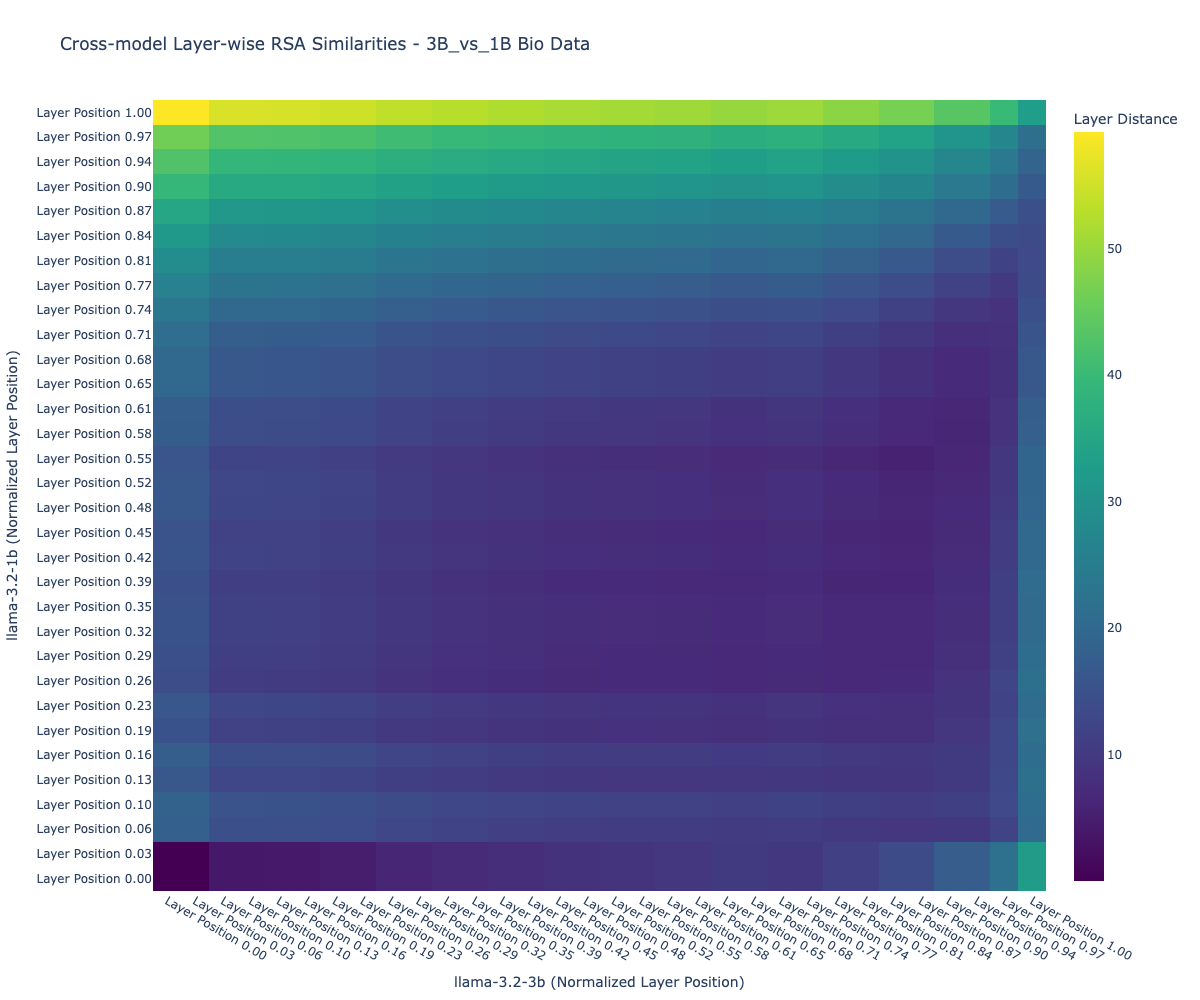 Cross-model Layer-wise RSA Similarities - 3B_vs_1B Bio Data
Layer Distance
50
40
30
20
10
llama-3.2-1b (Normalized Layer Position)
Layer Position 1.00
Layer Position 0.97
Layer Position 0.94
Layer Position 0.90
Layer Position 0.87
Layer Position 0.84
Layer Position 0.81
Layer Position 0.77
Layer Position 0.74
Layer Position 0.71
Layer Position 0.68
Layer Position 0.65
Layer Position 0.61
Layer Position 0.58
Layer Position 0.55
Layer Position 0.52
Layer Position 0.48
Layer Position 0.45
Layer Position 0.42
Layer Position 0.39
Layer Position 0.35
Layer Position 0.32
Layer Position 0.29
Layer Position 0.26
Layer Position 0.23
Layer Position 0.19
Layer Position 0.16
Layer Position 0.13
Layer Position 0.10
Layer Position 0.06
Layer Position 0.03
Layer Position 0.00
Layer Position 0.00
Layer Position 0.03
Layer Position 0.06
Layer Position 0.10
Layer Position 0.13
Layer Position 0.16
Layer Position 0.19
Layer Position 0.23
Layer Position 0.26
Layer Position 0.29
Layer Position 0.32
Layer Position 0.35
Layer Position 0.39
Layer Position 0.42
Layer Position 0.45
Layer Position 0.48
Layer Position 0.52
Layer Position 0.55
Layer Position 0.58
Layer Position 0.61
Layer Position 0.65
Layer Position 0.68
Layer Position 0.71
Layer Position 0.74
Layer Position 0.77
Layer Position 0.81
Layer Position 0.84
Layer Position 0.87
Layer Position 0.90
Layer Position 0.94
Layer Position 0.97
Layer Position 1.00
llama-3.2-3b (Normalized Layer Position)